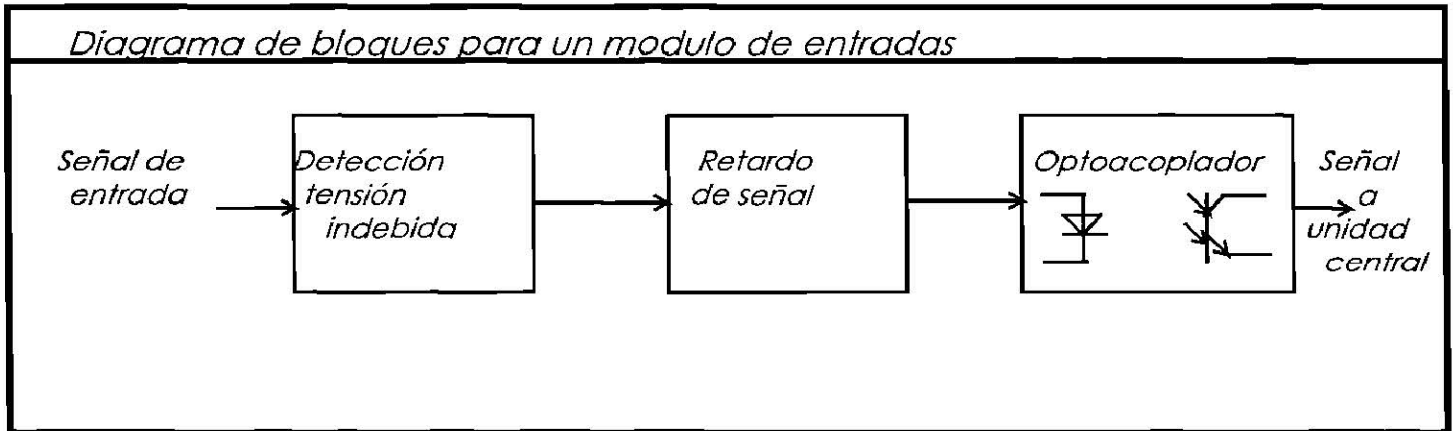 Diagrama de bloques para un modulo de entradas
Señal de
entrada
Detección
tensión
indebida
Retardo
de señal
Optoacoplador
Señal
a
unidad
central